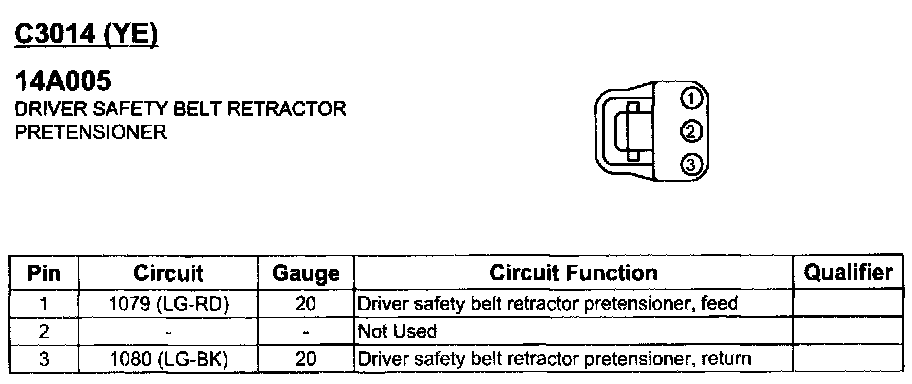 C3014 (YE)
14A005
DRIVER SAFETY BELT RETRACTOR
PRETENSIONER
1
2
3
Pin Circuit Gauge Circuit Function Qualifier
1 1079 (LG-RD) 20 Driver safety belt retractor pretensioner, feed
2 - - Not Used
3 1080 (LG-BK) 20 Driver safety belt retractor pretensioner, return